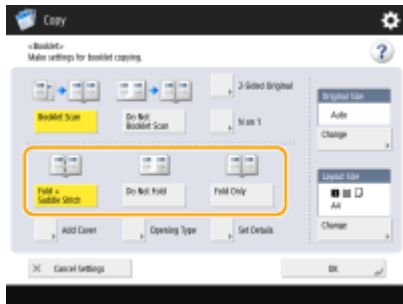 Copy
<Booklet>
Make settings for booklet copying.
?
2-Sided Original
Booklet Scan
Do Not
Booklet Scan
N on 1
Original Size
Auto
Change
Fold +
Saddle Stitch
Do Not Fold
Fold Only
Layout Size
A4
Change
Add Cover
Opening Type
Set Details
Cancel Settings
OK